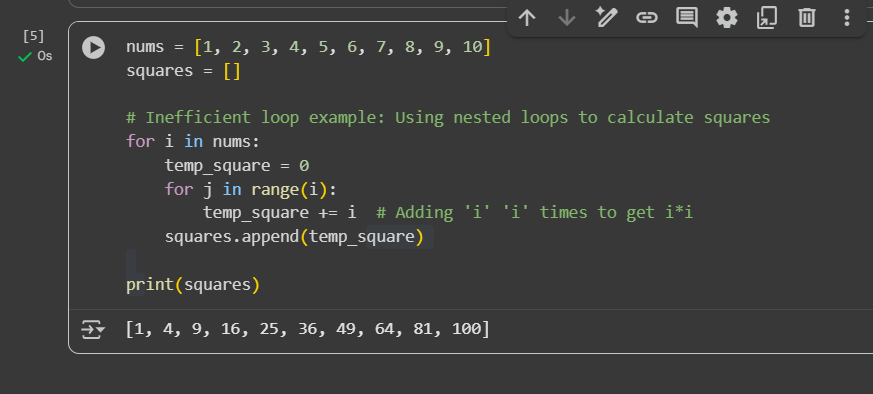 [5]
0s
nums = [1, 2, 3, 4, 5, 6, 7, 8, 9, 10]
squares = []
# Inefficient loop example: Using nested loops to calculate squares
for i in nums:
    temp_square = 0
    for j in range(i):
        temp_square += i  # Adding 'i' 'i' times to get i*i
    squares.append(temp_square)
print(squares)
[1, 4, 9, 16, 25, 36, 49, 64, 81, 100]